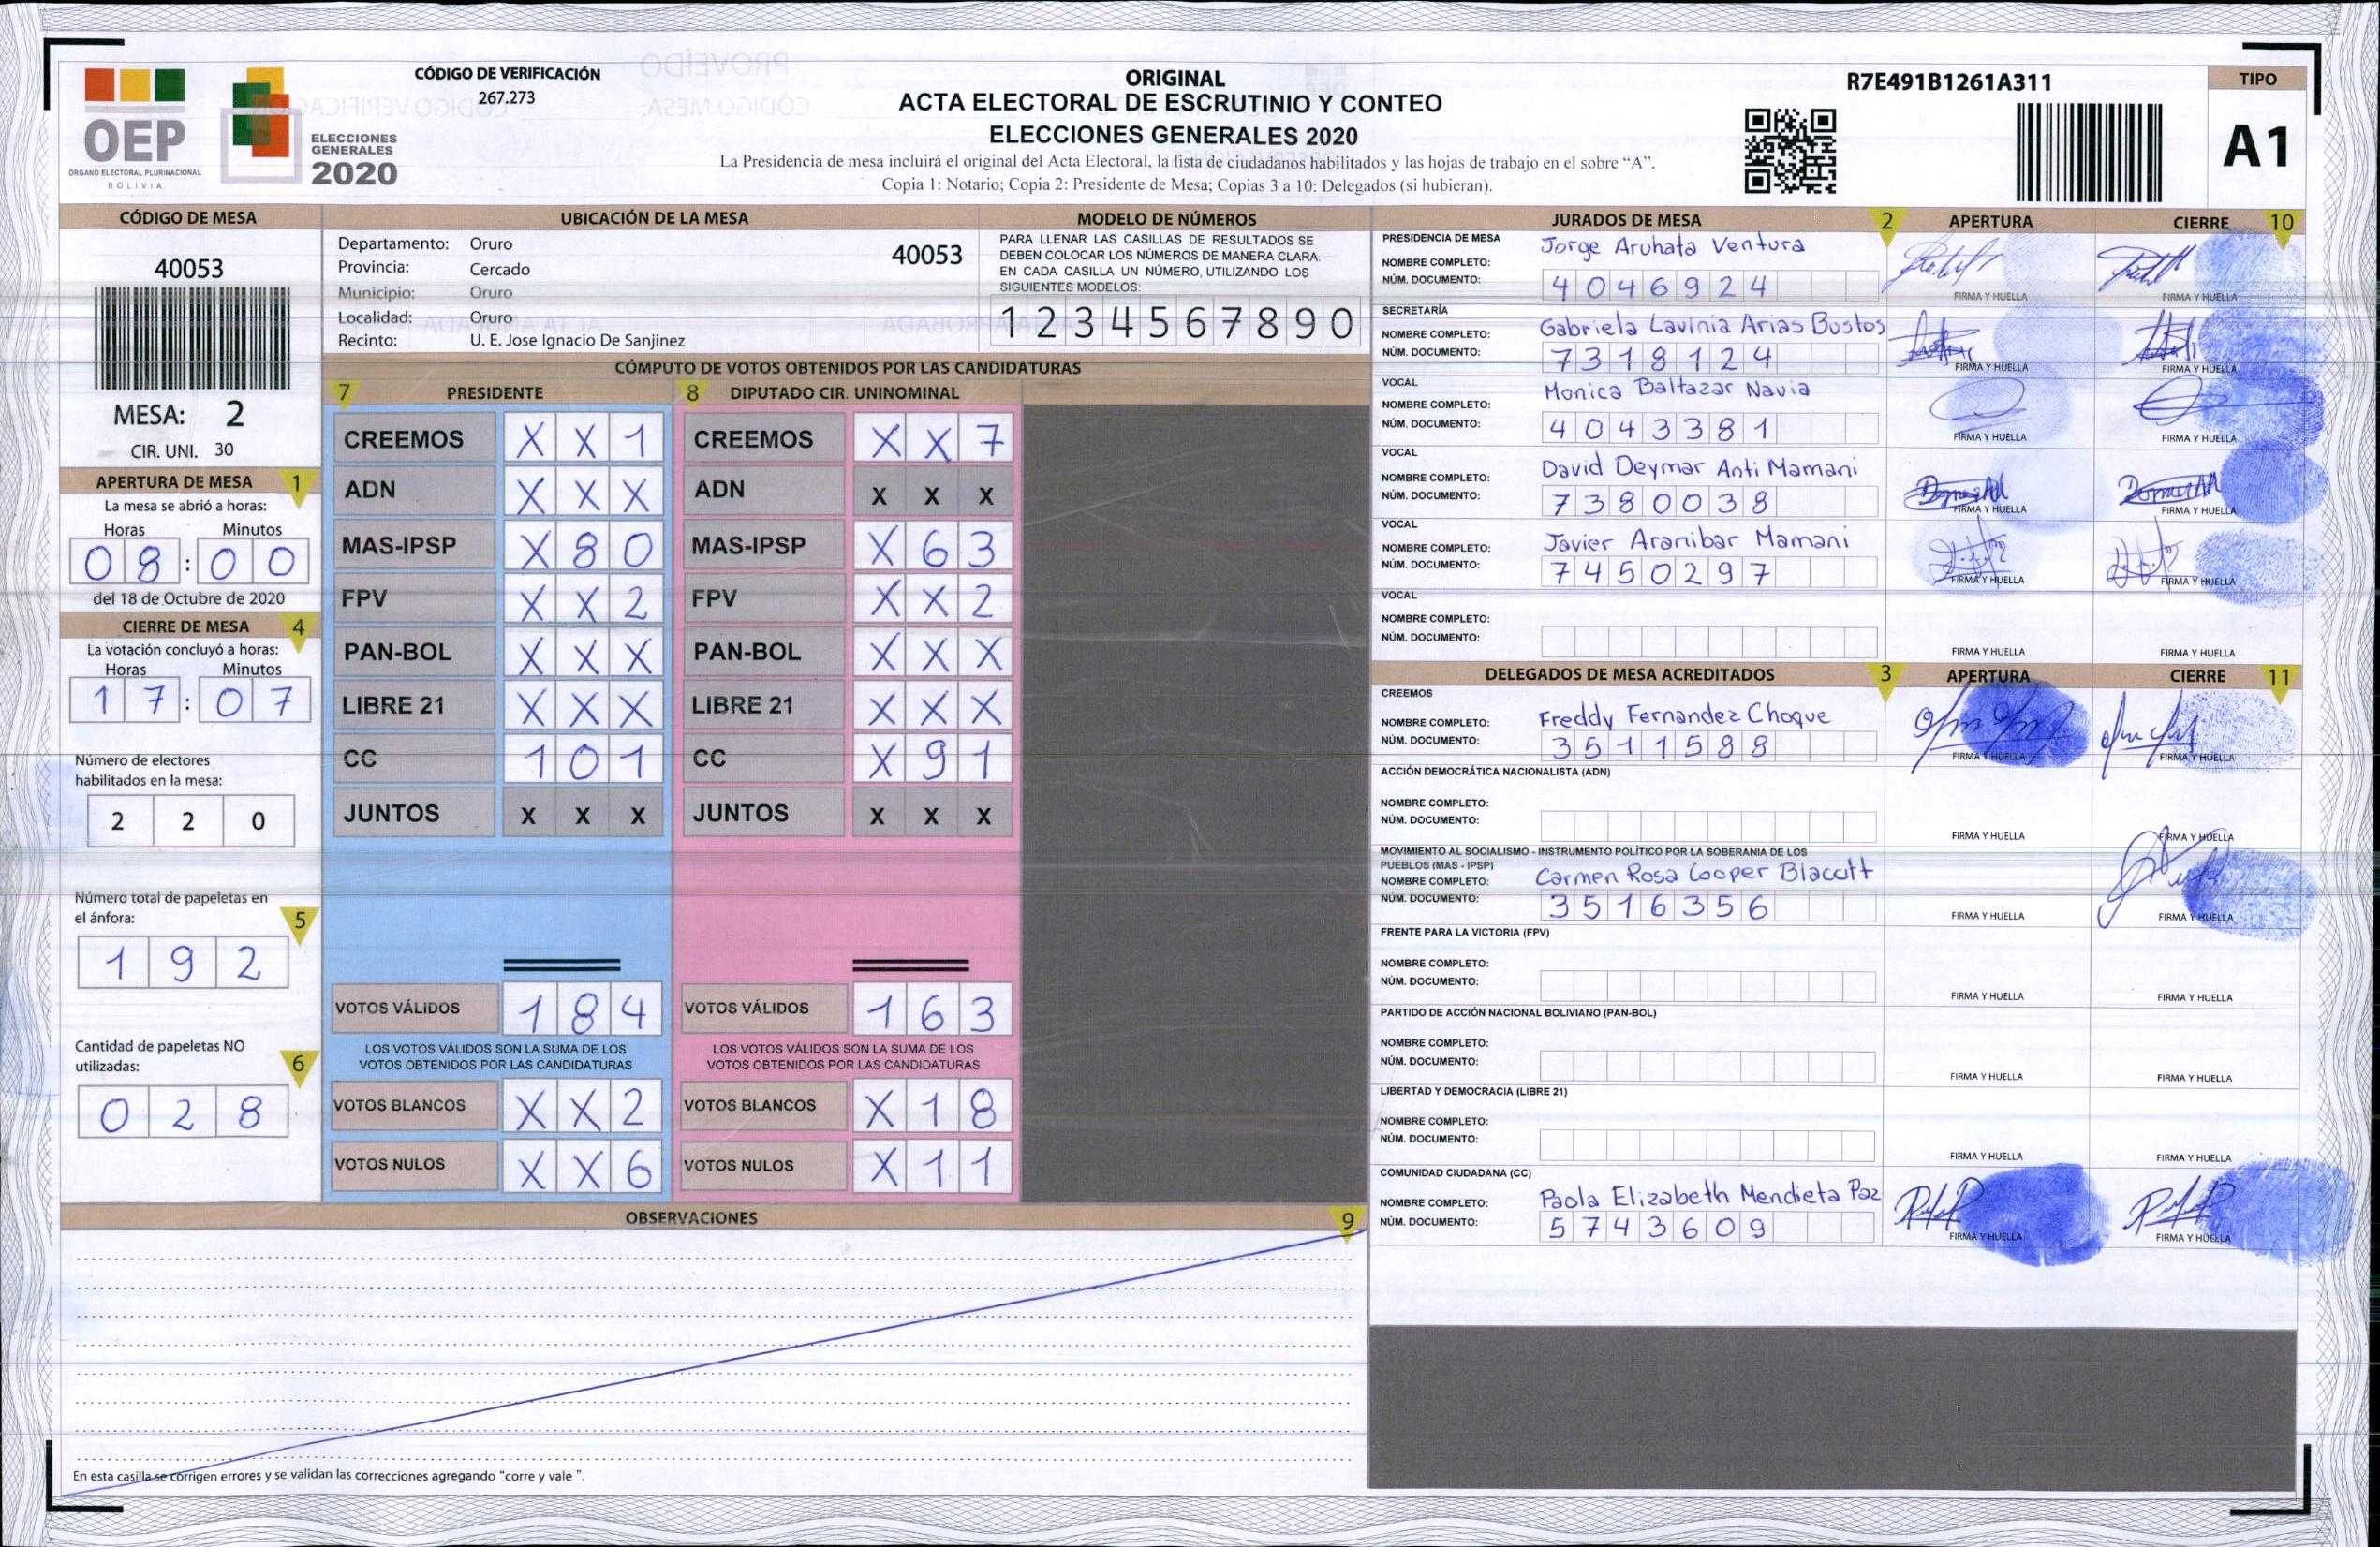 OEP
ÓRGANO ELECTORAL PLURINACIONAL
BOLIVIA
ELECCIONES
GENERALES
2020
CÓDIGO DE VERIFICACIÓN
267.273
ORIGINAL
ACTA ELECTORAL DE ESCRUTINIO Y CONTEO
ELECCIONES GENERALES 2020
La Presidencia de mesa incluirá el original del Acta Electoral, la lista de ciudadanos habilitados y las hojas de trabajo en el sobre “A”.
Copia 1: Notario; Copia 2: Presidente de Mesa; Copias 3 a 10: Delegados (si hubieran).
R7E491B1261A311
TIPO
A1
CÓDIGO DE MESA
40053
MESA: 2
CIR. UNI. 30
APERTURA DE MESA 1
La mesa se abrió a horas:
Horas Minutos
08:00
del 18 de Octubre de 2020
CIERRE DE MESA 4
La votación concluyó a horas:
Horas Minutos
17:07
Número de electores
habilitados en la mesa:
2 2 0
Número total de papeletas en
el ánfora: 5
1 9 2
Cantidad de papeletas NO
utilizadas: 6
0 2 8
UBICACIÓN DE LA MESA
Departamento: Oruro 40053
Provincia: Cercado
Municipio: Oruro
Localidad: Oruro
Recinto: U. E. Jose Ignacio De Sanjinez
MODELO DE NÚMEROS
PARA LLENAR LAS CASILLAS DE RESULTADOS SE
DEBEN COLOCAR LOS NÚMEROS DE MANERA CLARA.
EN CADA CASILLA UN NÚMERO, UTILIZANDO LOS
SIGUIENTES MODELOS:
1 2 3 4 5 6 7 8 9 0
CÓMPUTO DE VOTOS OBTENIDOS POR LAS CANDIDATURAS
7 PRESIDENTE
CREEMOS X X 1
ADN X X X
MAS-IPSP X 8 0
FPV X X 2
PAN-BOL X X X
LIBRE 21 X X X
CC 1 0 1
JUNTOS X X X
VOTOS VÁLIDOS 1 8 4
LOS VOTOS VÁLIDOS SON LA SUMA DE LOS
VOTOS OBTENIDOS POR LAS CANDIDATURAS
VOTOS BLANCOS X X 2
VOTOS NULOS X X 6
8 DIPUTADO CIR. UNINOMINAL
CREEMOS X X 7
ADN X X X
MAS-IPSP X 6 3
FPV X X 2
PAN-BOL X X X
LIBRE 21 X X X
CC X 9 1
JUNTOS X X X
VOTOS VÁLIDOS 1 6 3
LOS VOTOS VÁLIDOS SON LA SUMA DE LOS
VOTOS OBTENIDOS POR LAS CANDIDATURAS
VOTOS BLANCOS X 1 8
VOTOS NULOS X 1 1
OBSERVACIONES 9
En esta casilla se corrigen errores y se validan las correcciones agregando “corre y vale ”.
JURADOS DE MESA 2 APERTURA CIERRE 10
PRESIDENCIA DE MESA
NOMBRE COMPLETO: Jorge Aruhata Ventura
NÚM. DOCUMENTO: 4046924
FIRMA Y HUELLA FIRMA Y HUELLA
SECRETARÍA
NOMBRE COMPLETO: Gabriela Lavinia Arias Bustos
NÚM. DOCUMENTO: 7318124
FIRMA Y HUELLA FIRMA Y HUELLA
VOCAL
NOMBRE COMPLETO: Monica Baltazar Navia
NÚM. DOCUMENTO: 4043381
FIRMA Y HUELLA FIRMA Y HUELLA
VOCAL
NOMBRE COMPLETO: David Deymar Anti Mamani
NÚM. DOCUMENTO: 7380038
FIRMA Y HUELLA FIRMA Y HUELLA
VOCAL
NOMBRE COMPLETO: Javier Aranibar Mamani
NÚM. DOCUMENTO: 7450297
FIRMA Y HUELLA FIRMA Y HUELLA
VOCAL
NOMBRE COMPLETO:
NÚM. DOCUMENTO:
FIRMA Y HUELLA FIRMA Y HUELLA
DELEGADOS DE MESA ACREDITADOS 3 APERTURA CIERRE 11
CREEMOS
NOMBRE COMPLETO: Freddy Fernandez Choque
NÚM. DOCUMENTO: 3511588
FIRMA Y HUELLA FIRMA Y HUELLA
ACCIÓN DEMOCRÁTICA NACIONALISTA (ADN)
NOMBRE COMPLETO:
NÚM. DOCUMENTO:
FIRMA Y HUELLA FIRMA Y HUELLA
MOVIMIENTO AL SOCIALISMO - INSTRUMENTO POLÍTICO POR LA SOBERANIA DE LOS
PUEBLOS (MAS - IPSP)
NOMBRE COMPLETO: Carmen Rosa Cooper Blacutt
NÚM. DOCUMENTO: 3516356
FIRMA Y HUELLA FIRMA Y HUELLA
FRENTE PARA LA VICTORIA (FPV)
NOMBRE COMPLETO:
NÚM. DOCUMENTO:
FIRMA Y HUELLA FIRMA Y HUELLA
PARTIDO DE ACCIÓN NACIONAL BOLIVIANO (PAN-BOL)
NOMBRE COMPLETO:
NÚM. DOCUMENTO:
FIRMA Y HUELLA FIRMA Y HUELLA
LIBERTAD Y DEMOCRACIA (LIBRE 21)
NOMBRE COMPLETO:
NÚM. DOCUMENTO:
FIRMA Y HUELLA FIRMA Y HUELLA
COMUNIDAD CIUDADANA (CC)
NOMBRE COMPLETO: Paola Elizabeth Mendieta Paz
NÚM. DOCUMENTO: 5743609
FIRMA Y HUELLA FIRMA Y HUELLA